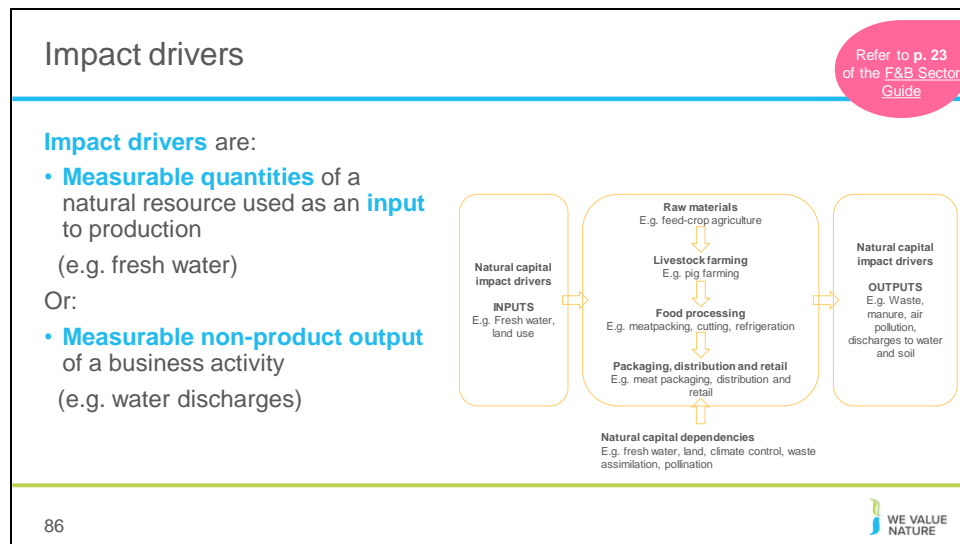 Impact drivers
Refer to p. 23
of the F&B Sector
Guide
Impact drivers are:
• Measurable quantities of a
natural resource used as an input
to production
(e.g. fresh water)
Or:
• Measurable non-product output
of a business activity
(e.g. water discharges)
Natural capital
impact drivers
INPUTS
E.g. Fresh water,
land use
Raw materials
E.g. feed-crop agriculture
Livestock farming
E.g. pig farming
Food processing
E.g. meatpacking, cutting, refrigeration
Packaging, distribution and retail
E.g. meat packaging, distribution and
retail
Natural capital
impact drivers
OUTPUTS
E.g. Waste,
manure, air
pollution,
discharges to water
and soil
Natural capital dependencies
E.g. fresh water, land, climate control, waste
assimilation, pollination
86
WE VALUE
NATURE